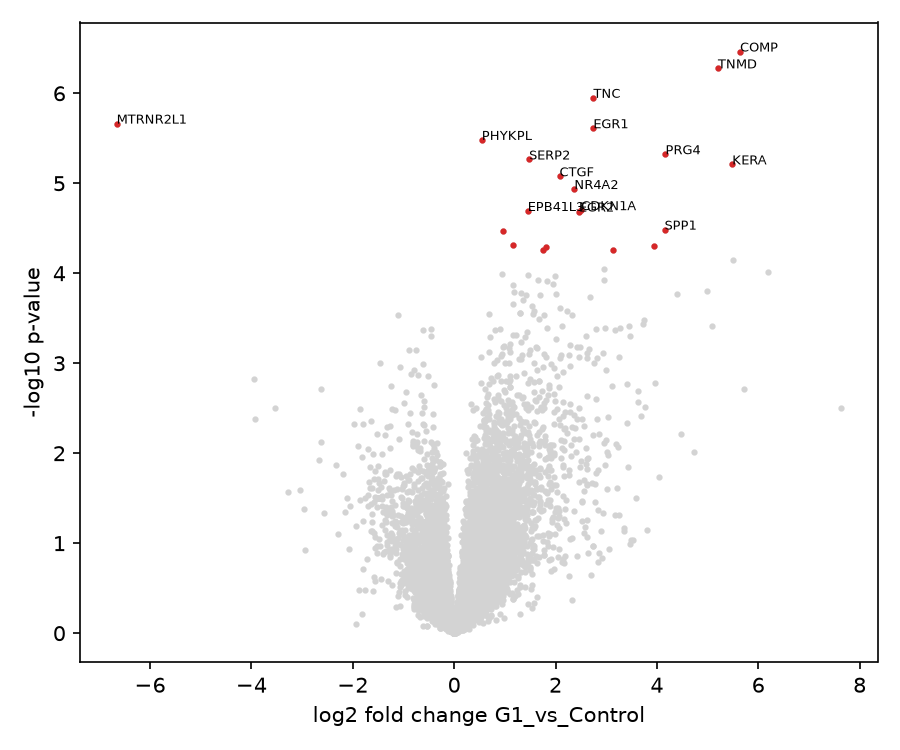 COMP
TNMD
TNC
MTRNR2L1
EGR1
PHYKPL
PRG4
SERP2
KERA
CTGF
NR4A2
EPB41L3
CDKN1A
SPP1
6
5
4
3
2
1
0
-log10 p-value
−6
−4
−2
0
2
4
6
8
log2 fold change G1_vs_Control